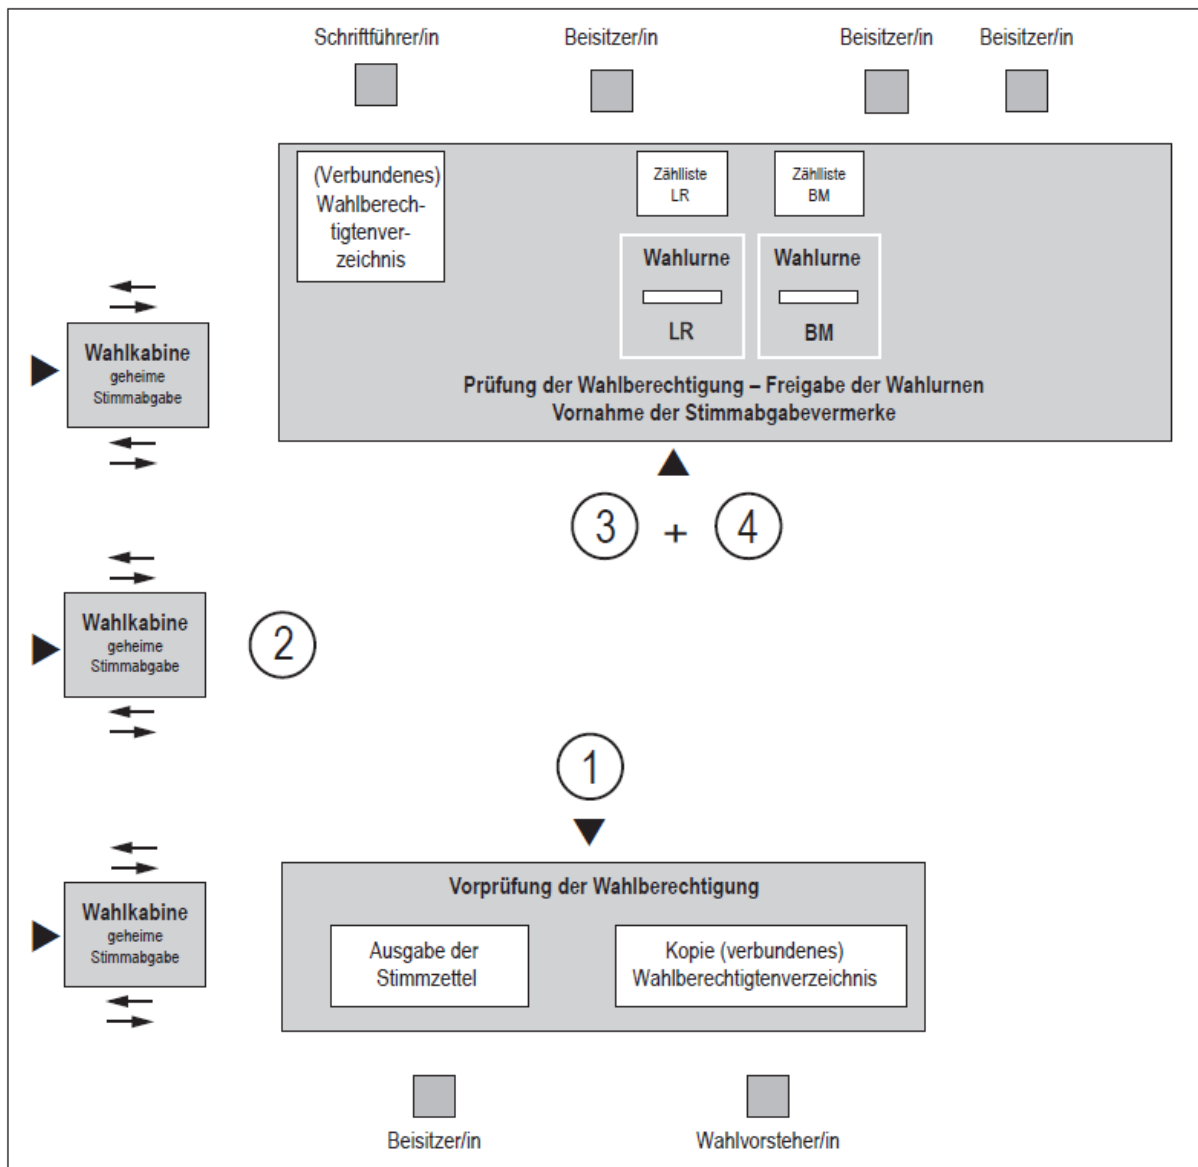 Schriftführer/in
Beisitzer/in
Beisitzer/in
Beisitzer/in
(Verbundenes)
Wahlberech-
tigtenver-
zeichnis
Zählliste
LR
Zählliste
BM
Wahlurne
LR
Wahlurne
BM
Prüfung der Wahlberechtigung – Freigabe der Wahlurnen
Vornahme der Stimmabgabevermerke
Wahlkabine
geheime
Stimmabgabe
3 + 4
Wahlkabine
geheime
Stimmabgabe
2
1
Wahlkabine
geheime
Stimmabgabe
Vorprüfung der Wahlberechtigung
Ausgabe der
Stimmzettel
Kopie (verbundenes)
Wahlberechtigtenverzeichnis
Beisitzer/in
Wahlvorsteher/in